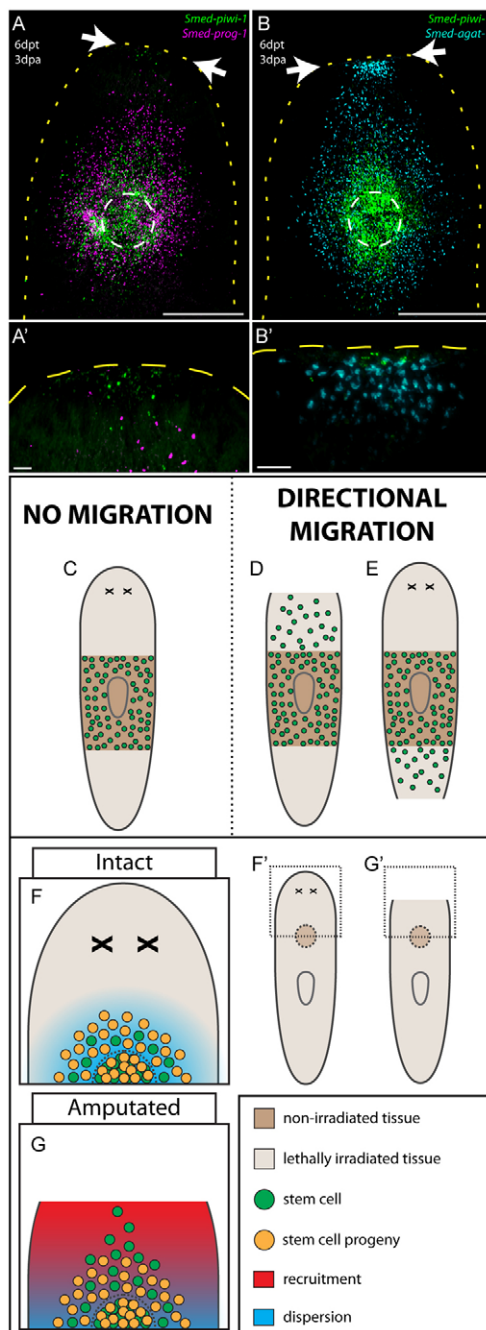 A
Smed-piwi-1
Smed-prog-1
6dpt
3dpa
B
Smed-piwi-
Smed-agat-
6dpt
3dpa
A'
B'
NO MIGRATION
DIRECTIONAL
MIGRATION
C
D
E
Intact
F
F'
G'
Amputated
G
non-irradiated tissue
lethally irradiated tissue
stem cell
stem cell progeny
recruitment
dispersion